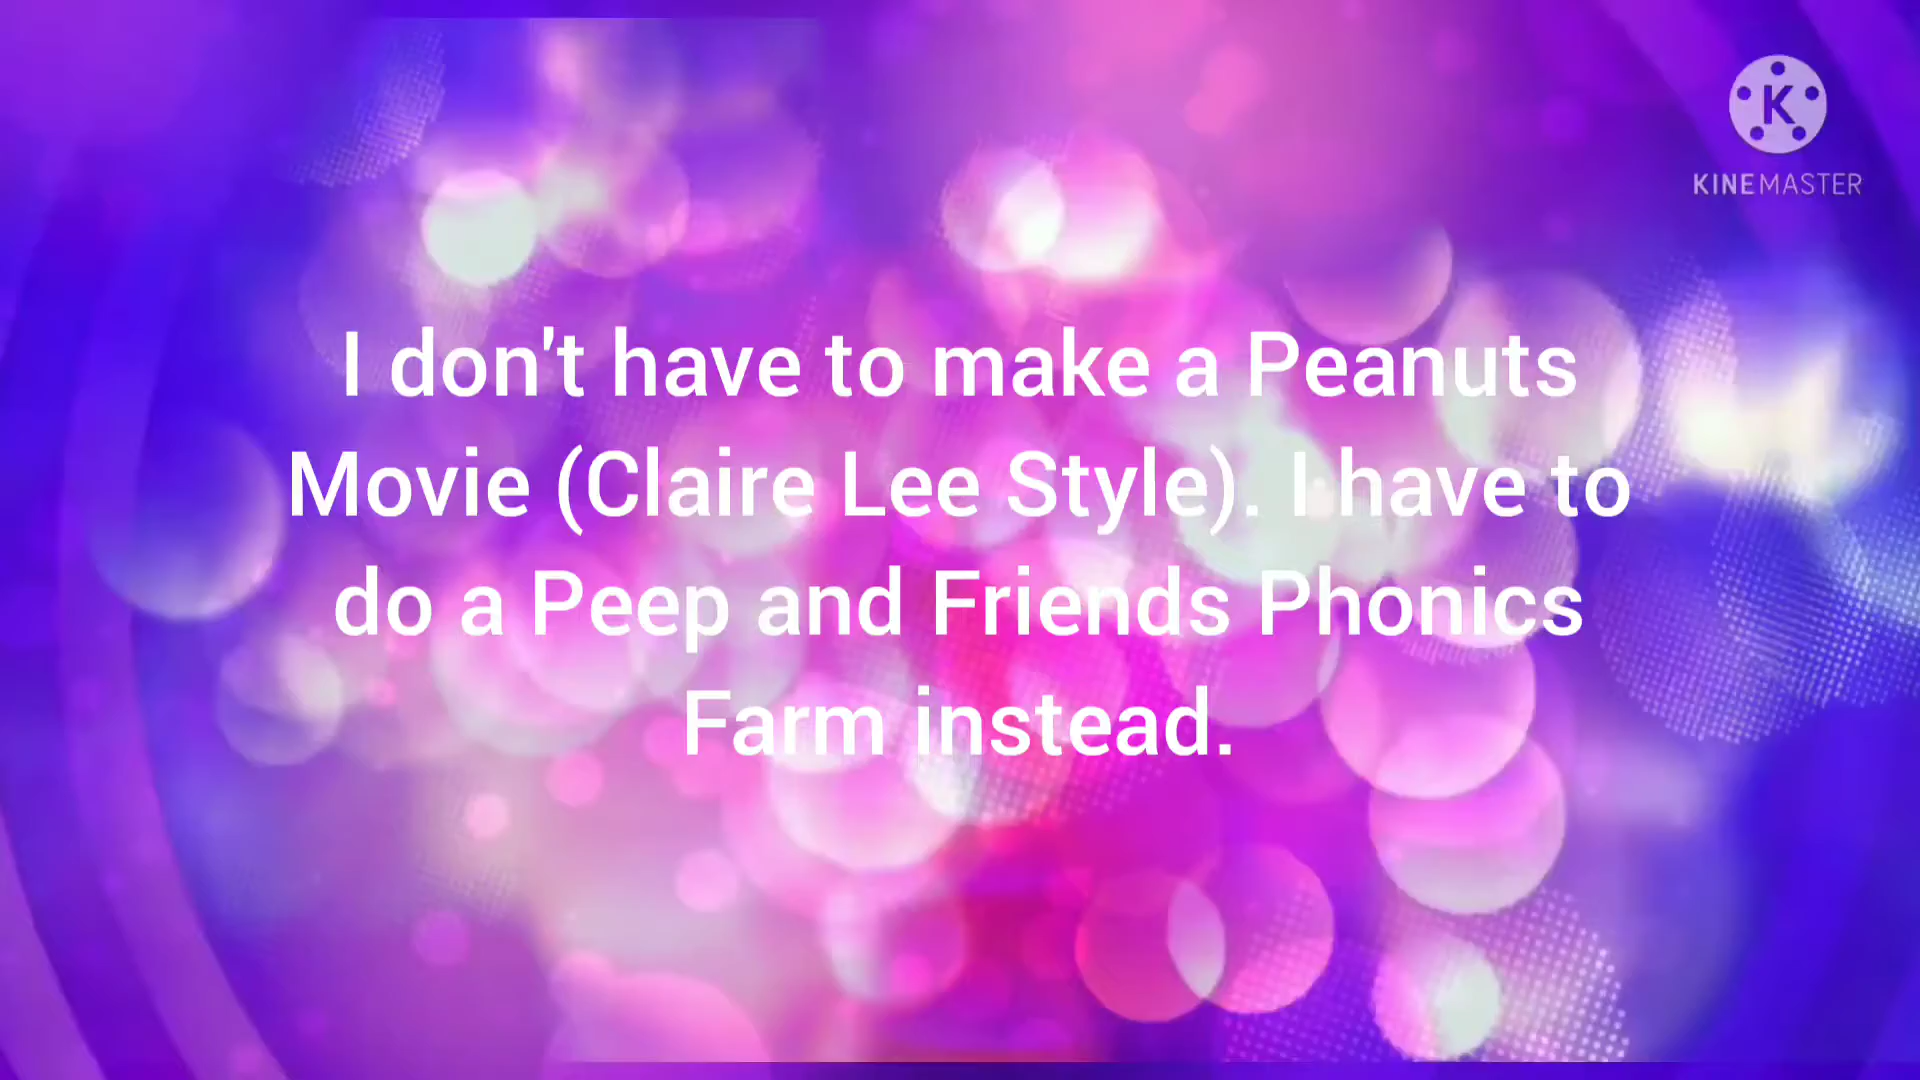 K
KINEMASTER
I don't have to make a Peanuts
Movie (Claire Lee Style). I have to
do a Peep and Friends Phonics
Farm instead.